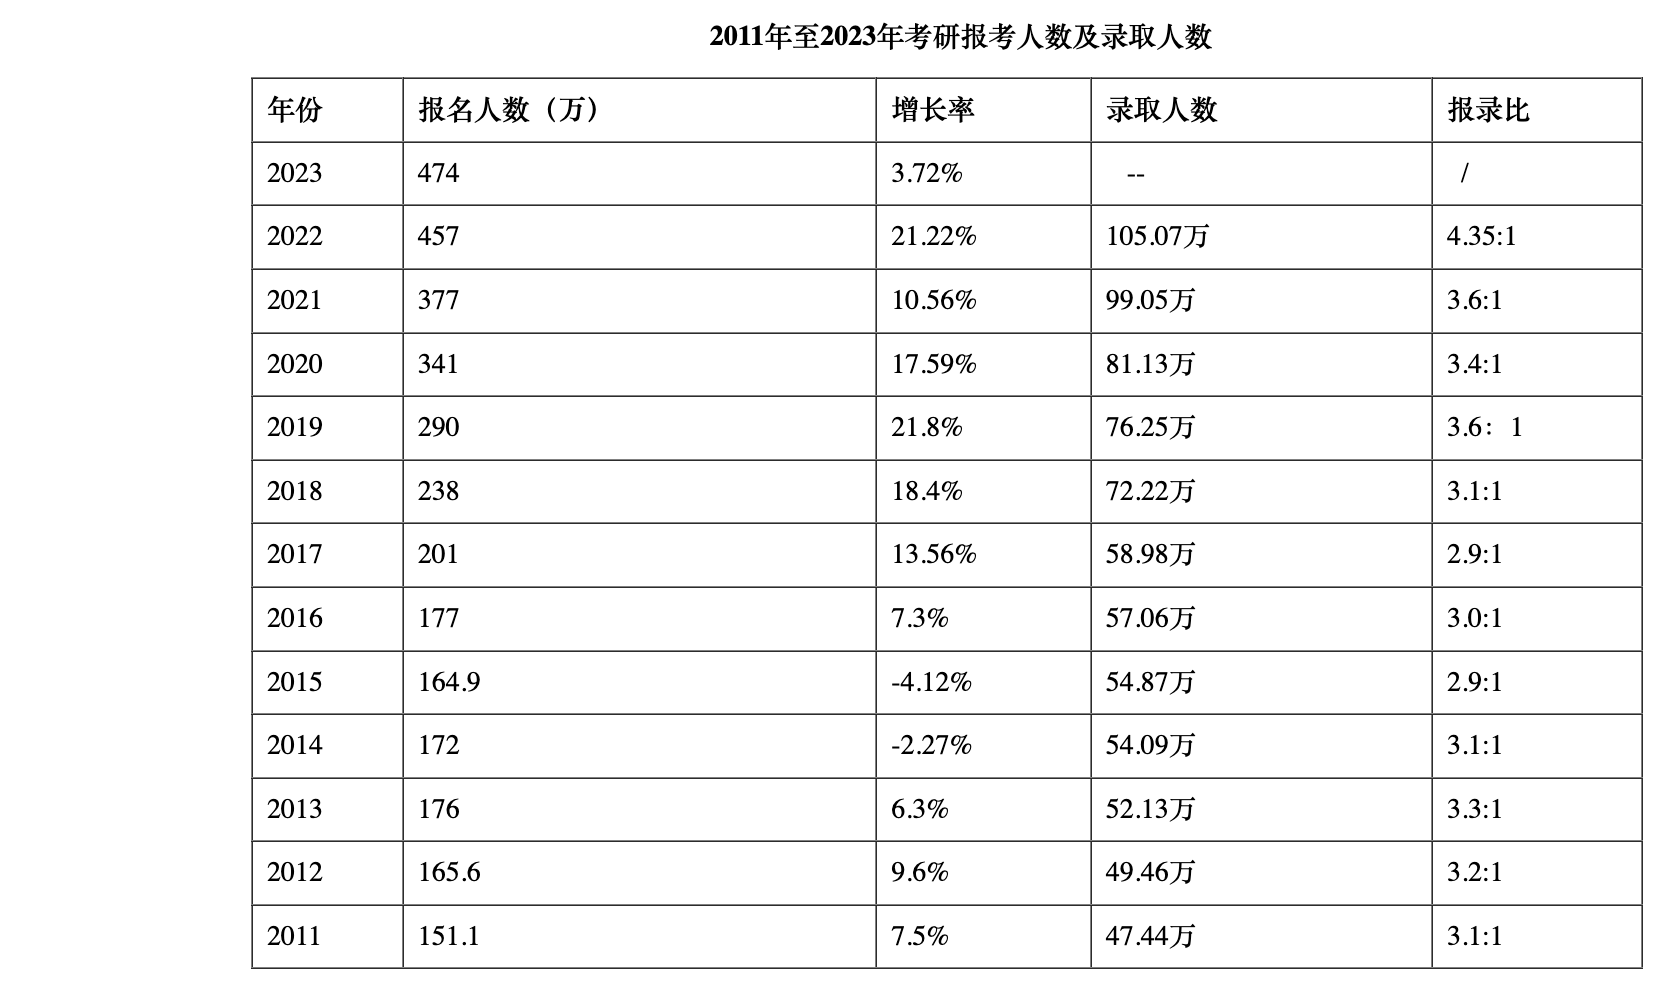 2011年至2023年考研报考人数及录取人数
年份 报名人数（万） 增长率 录取人数 报录比
2023 474 3.72% -- /
2022 457 21.22% 105.07万 4.35:1
2021 377 10.56% 99.05万 3.6:1
2020 341 17.59% 81.13万 3.4:1
2019 290 21.8% 76.25万 3.6：1
2018 238 18.4% 72.22万 3.1:1
2017 201 13.56% 58.98万 2.9:1
2016 177 7.3% 57.06万 3.0:1
2015 164.9 -4.12% 54.87万 2.9:1
2014 172 -2.27% 54.09万 3.1:1
2013 176 6.3% 52.13万 3.3:1
2012 165.6 9.6% 49.46万 3.2:1
2011 151.1 7.5% 47.44万 3.1:1